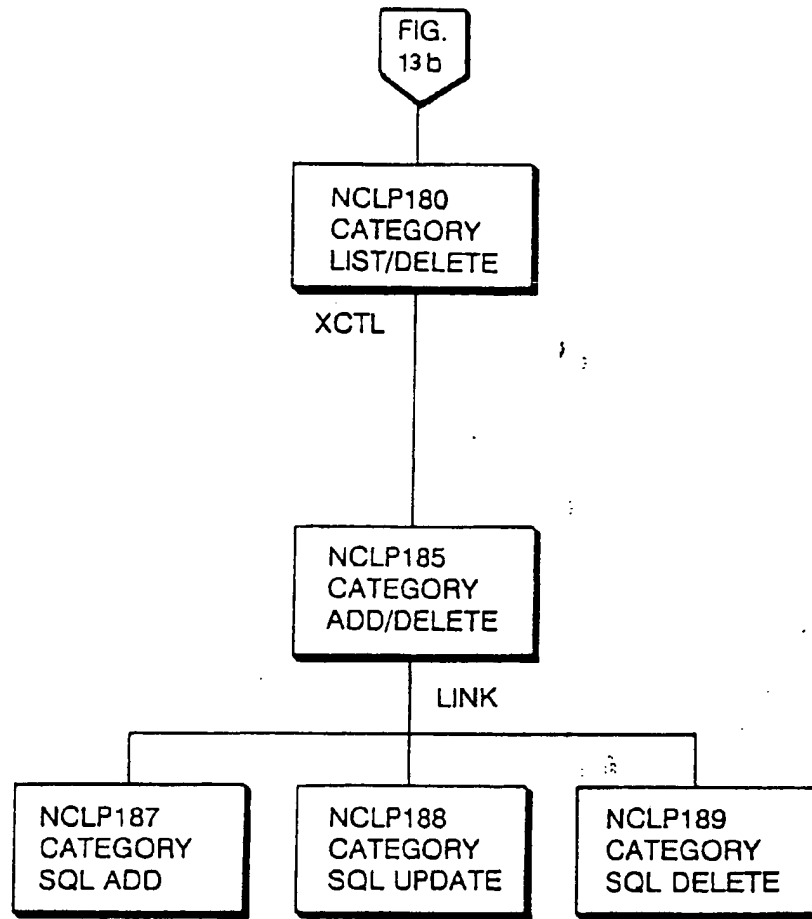 FIG.
13b
NCLP180
CATEGORY
LIST/DELETE
XCTL
NCLP185
CATEGORY
ADD/DELETE
LINK
NCLP187
CATEGORY
SQL ADD
NCLP188
CATEGORY
SQL UPDATE
NCLP189
CATEGORY
SQL DELETE